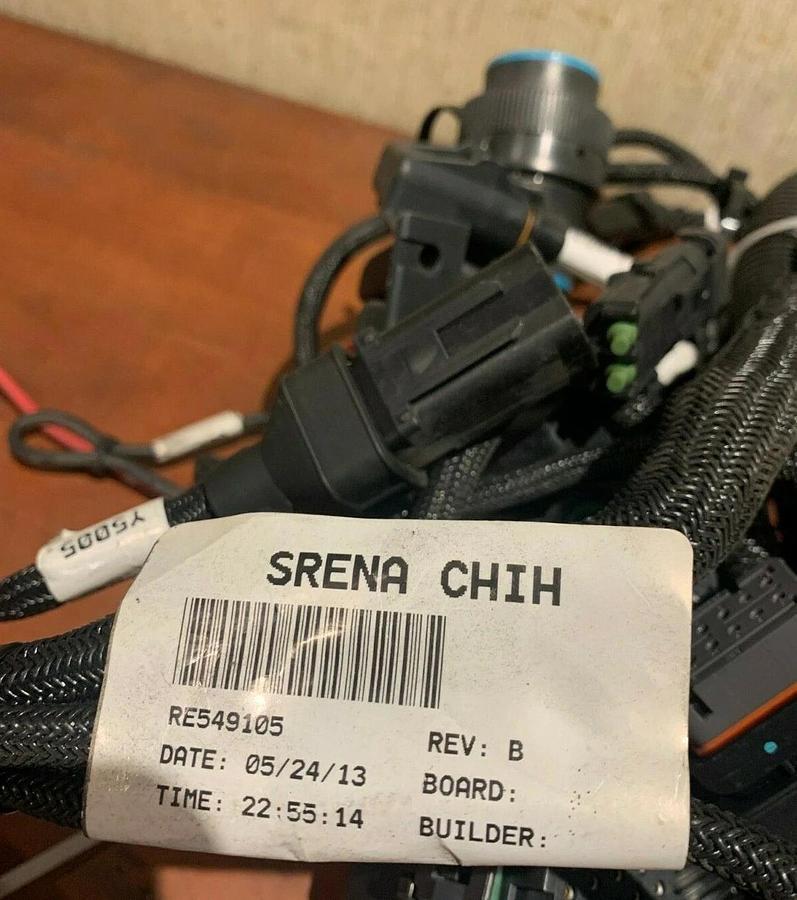 Y5005
SRENA CHIH
RE549105
REV: B
DATE: 05/24/13
BOARD:
TIME: 22:55:14
BUILDER: